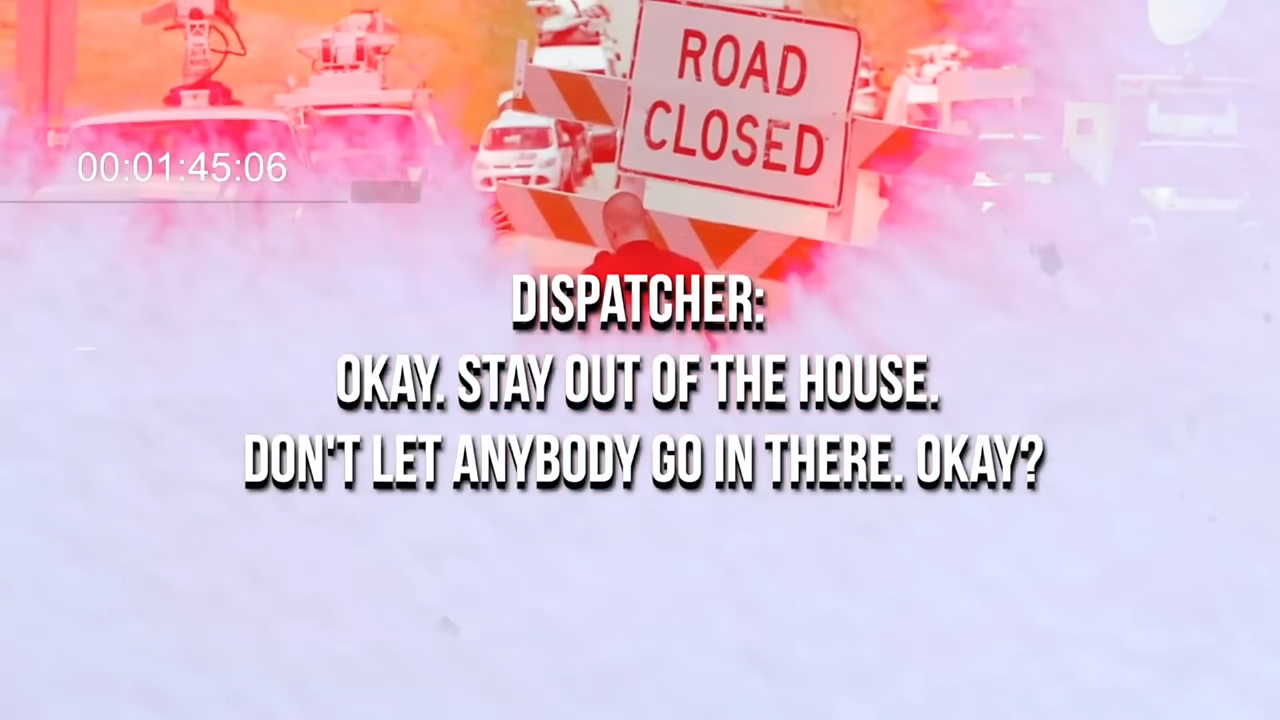 ROAD
CLOSED
00:01:45:06
DISPATCHER:
OKAY. STAY OUT OF THE HOUSE.
DON'T LET ANYBODY GO IN THERE. OKAY?